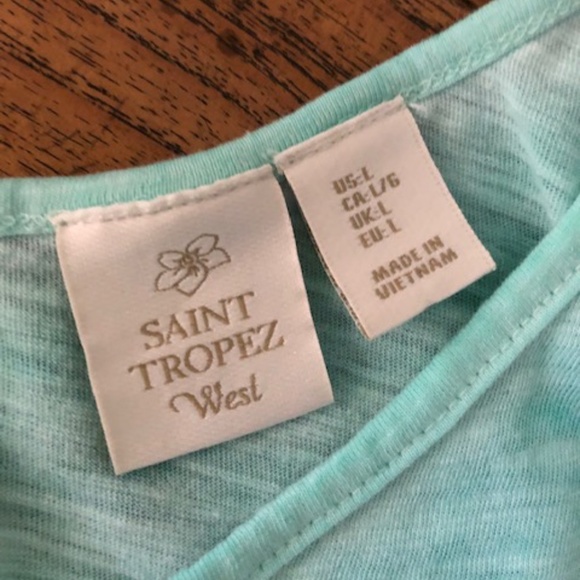 SAINT
TROPEZ
West
US:L
CA:L/G
UK:L
EU:L
MADE IN
VIETNAM